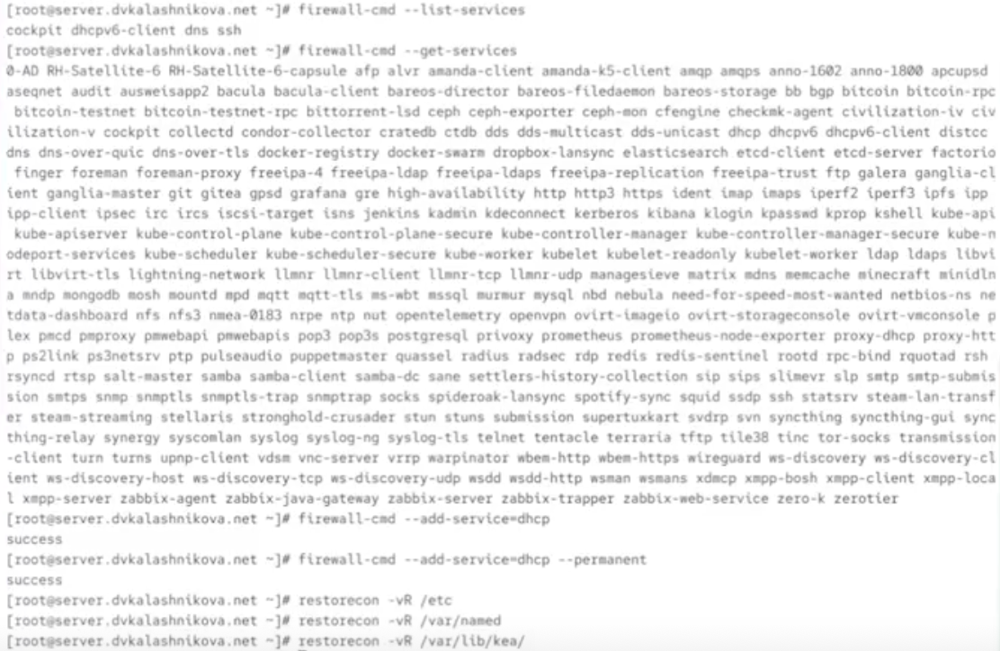 [root@server.dvkalashnikova.net ~]# firewall-cmd --list-services
cockpit dhcpv6-client dns ssh
[root@server.dvkalashnikova.net ~]# firewall-cmd --get-services
0-AD RH-Satellite-6 RH-Satellite-6-capsule afp alvr amanda-client amanda-k5-client amqp amqps anno-1602 anno-1800 apcupsd
aseqnet audit ausweisapp2 bacula bacula-client bareos-director bareos-filedaemon bareos-storage bb bgp bitcoin bitcoin-rpc
bitcoin-testnet bitcoin-testnet-rpc bittorrent-lsd ceph ceph-exporter ceph-mon cfengine checkmk-agent civilization-iv civ
ilization-v cockpit collectd condor-collector cratedb ctdb dds dds-multicast dds-unicast dhcp dhcpv6 dhcpv6-client distcc
dns dns-over-quic dns-over-tls docker-registry docker-swarm dropbox-lansync elasticsearch etcd-client etcd-server factorio
finger foreman foreman-proxy freeipa-4 freeipa-ldap freeipa-ldaps freeipa-replication freeipa-trust ftp galera ganglia-cl
ient ganglia-master git gitea gpsd grafana gre high-availability http http3 https ident imap imaps iperf2 iperf3 ipfs ipp
ipp-client ipsec irc ircs iscsi-target isns jenkins kadmin kdeconnect kerberos kibana klogin kpasswd kprop kshell kube-api
kube-apiserver kube-control-plane kube-control-plane-secure kube-controller-manager kube-controller-manager-secure kube-n
odeport-services kube-scheduler kube-scheduler-secure kube-worker kubelet kubelet-readonly kubelet-worker ldap ldaps libvi
rt libvirt-tls lightning-network llmnr llmnr-client llmnr-tcp llmnr-udp managesieve matrix mdns memcache minecraft minidln
a mndp mongodb mosh mountd mpd mqtt mqtt-tls ms-wbt mssql murmur mysql nbd nebula need-for-speed-most-wanted netbios-ns ne
tdata-dashboard nfs nfs3 nmea-0183 nrpe ntp nut opentelemetry openvpn ovirt-imageio ovirt-storageconsole ovirt-vmconsole p
lex pmcd pmproxy pmwebapi pmwebapis pop3 pop3s postgresql privoxy prometheus prometheus-node-exporter proxy-dhcp proxy-htt
p ps2link ps3netsrv ptp pulseaudio puppetmaster quassel radius radsec rdp redis redis-sentinel rootd rpc-bind rquotad rsh
rsyncd rtsp salt-master samba samba-client samba-dc sane settlers-history-collection sip sips slimevr slp smtp smtp-submis
sion smtps snmp snmptls snmptls-trap snmptrap socks spideroak-lansync spotify-sync squid ssdp ssh statsrv steam-lan-transf
er steam-streaming stellaris stronghold-crusader stun stuns submission supertuxkart svdrp svn syncthing syncthing-gui sync
thing-relay synergy syscomlan syslog syslog-ng syslog-tls telnet tentacle terraria tftp tile38 tinc tor-socks transmission
-client turn turns upnp-client vdsm vnc-server vrrp warpinator wbem-http wbem-https wireguard ws-discovery ws-discovery-cl
ient ws-discovery-host ws-discovery-tcp ws-discovery-udp wsdd wsdd-http wsman wsmans xdmcp xmpp-bosh xmpp-client xmpp-loca
l xmpp-server zabbix-agent zabbix-java-gateway zabbix-server zabbix-trapper zabbix-web-service zero-k zerotier
[root@server.dvkalashnikova.net ~]# firewall-cmd --add-service=dhcp
success
[root@server.dvkalashnikova.net ~]# firewall-cmd --add-service=dhcp --permanent
success
[root@server.dvkalashnikova.net ~]# restorecon -vR /etc
[root@server.dvkalashnikova.net ~]# restorecon -vR /var/named
[root@server.dvkalashnikova.net ~]# restorecon -vR /var/lib/kea/